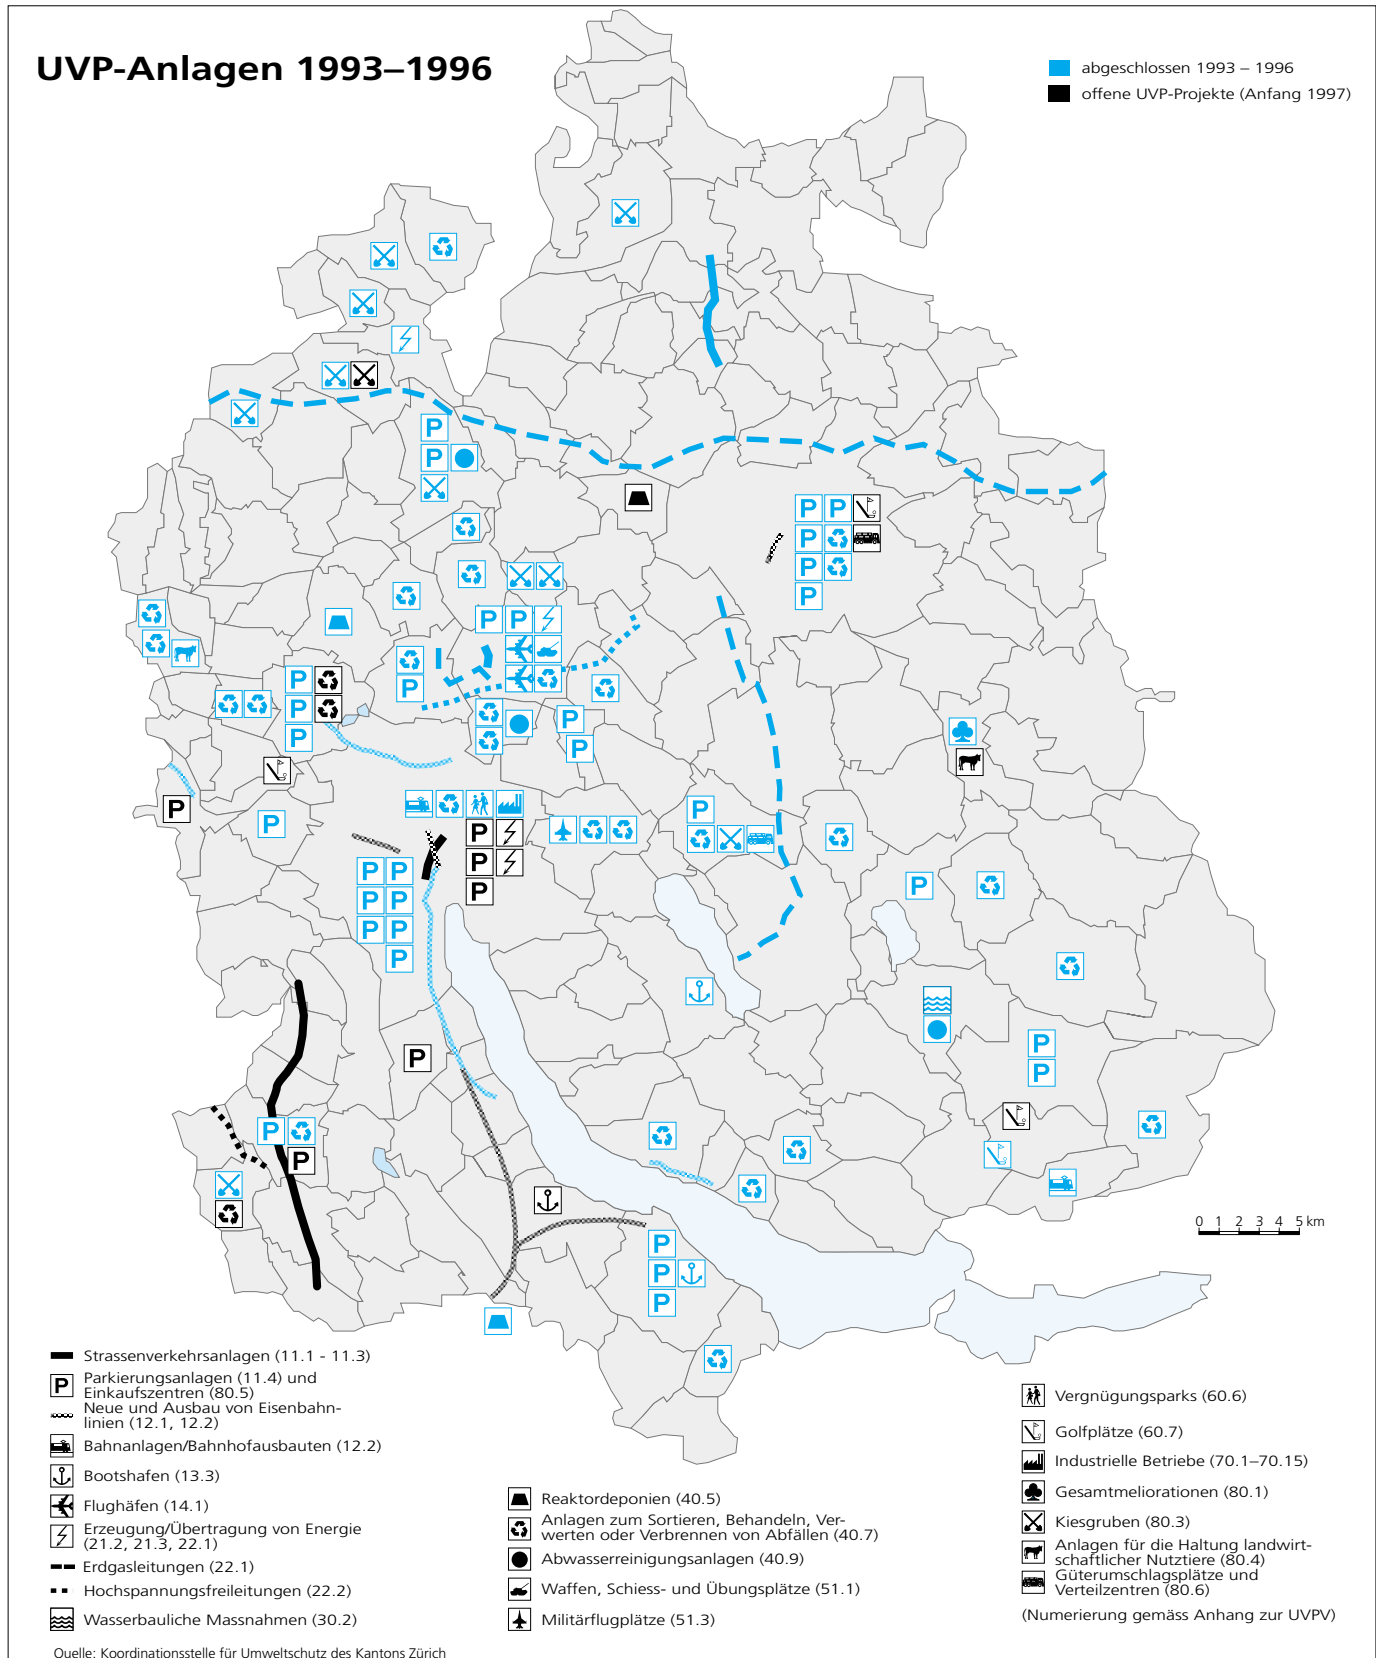 UVP-Anlagen 1993–1996
abgeschlossen 1993 – 1996
offene UVP-Projekte (Anfang 1997)
P
P
P P
P
P
P
P P
P
P
P
P
P
P
P
P
P
P
P
P
P P
P P
P P
P
P
P
P
P
P
P
P
P
P
P
0 1 2 3 4 5 km
Strassenverkehrsanlagen (11.1 - 11.3)
P Parkierungsanlagen (11.4) und
Einkaufszentren (80.5)
Neue und Ausbau von Eisenbahn-
linien (12.1, 12.2)
Bahnanlagen/Bahnhofausbauten (12.2)
Bootshafen (13.3)
Flughäfen (14.1)
Erzeugung/Übertragung von Energie
(21.2, 21.3, 22.1)
Erdgasleitungen (22.1)
Hochspannungsfreileitungen (22.2)
Wasserbauliche Massnahmen (30.2)
Reaktordeponien (40.5)
Anlagen zum Sortieren, Behandeln, Ver-
werten oder Verbrennen von Abfällen (40.7)
Abwasserreinigungsanlagen (40.9)
Waffen, Schiess- und Übungsplätze (51.1)
Militärflugplätze (51.3)
Vergnügungsparks (60.6)
Golfplätze (60.7)
Industrielle Betriebe (70.1–70.15)
Gesamtmeliorationen (80.1)
Kiesgruben (80.3)
Anlagen für die Haltung landwirt-
schaftlicher Nutztiere (80.4)
Güterumschlagsplätze und
Verteilzentren (80.6)
(Numerierung gemäss Anhang zur UVPV)
Quelle: Koordinationsstelle für Umweltschutz des Kantons Zürich